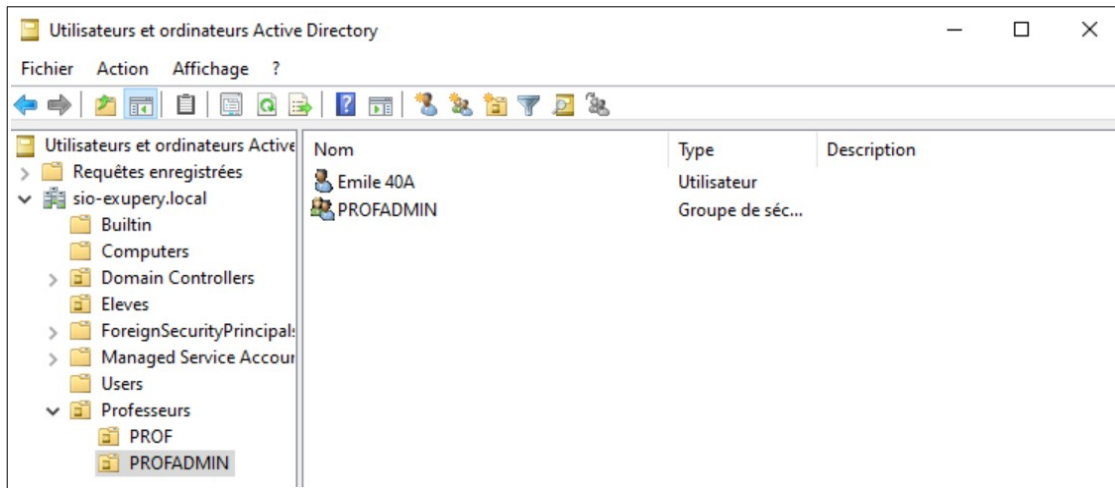 Utilisateurs et ordinateurs Active Directory
Fichier Action Affichage ?
Utilisateurs et ordinateurs Active
Requêtes enregistrées
sio-exupery.local
Builtin
Computers
Domain Controllers
Eleves
ForeignSecurityPrincipals
Managed Service Accour
Users
Professeurs
PROF
PROFADMIN
Nom Type Description
Emile 40A Utilisateur
PROFADMIN Groupe de séc...